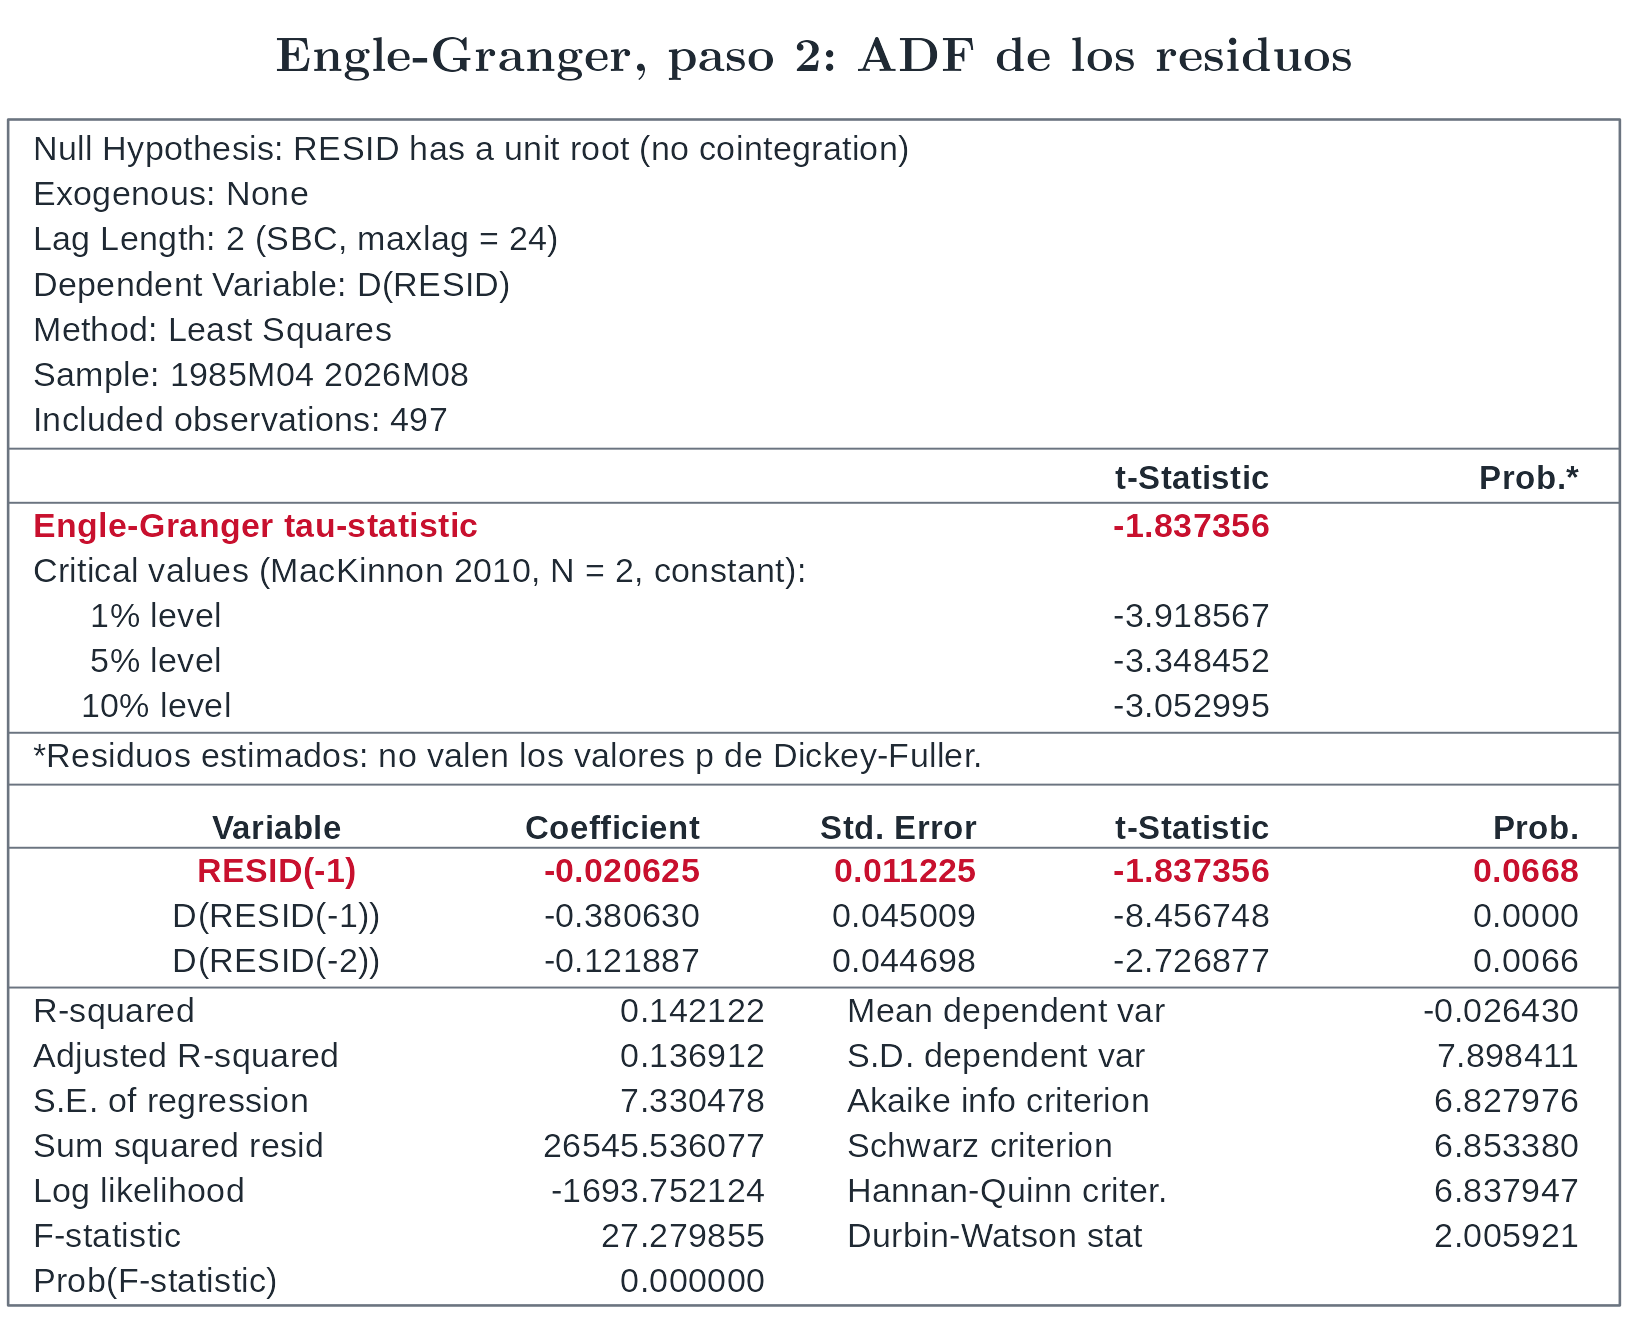 Engle-Granger, paso 2: ADF de los residuos
Null Hypothesis: RESID has a unit root (no cointegration)
Exogenous: None
Lag Length: 2 (SBC, maxlag = 24)
Dependent Variable: D(RESID)
Method: Least Squares
Sample: 1985M04 2026M08
Included observations: 497
t-Statistic Prob.*
Engle-Granger tau-statistic -1.837356
Critical values (MacKinnon 2010, N = 2, constant):
1% level -3.918567
5% level -3.348452
10% level -3.052995
*Residuos estimados: no valen los valores p de Dickey-Fuller.
Variable Coefficient Std. Error t-Statistic Prob.
RESID(-1) -0.020625 0.011225 -1.837356 0.0668
D(RESID(-1)) -0.380630 0.045009 -8.456748 0.0000
D(RESID(-2)) -0.121887 0.044698 -2.726877 0.0066
R-squared 0.142122 Mean dependent var -0.026430
Adjusted R-squared 0.136912 S.D. dependent var 7.898411
S.E. of regression 7.330478 Akaike info criterion 6.827976
Sum squared resid 26545.536077 Schwarz criterion 6.853380
Log likelihood -1693.752124 Hannan-Quinn criter. 6.837947
F-statistic 27.279855 Durbin-Watson stat 2.005921
Prob(F-statistic) 0.000000